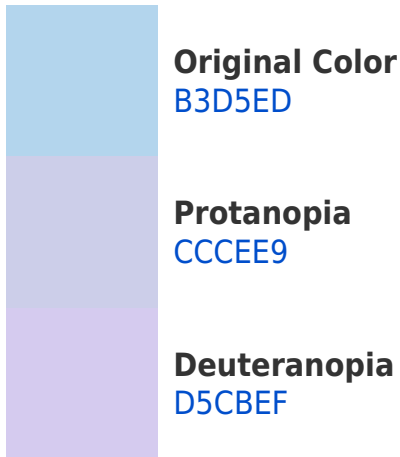 Original Color
B3D5ED
Protanopia
CCCEE9
Deuteranopia
D5CBEF